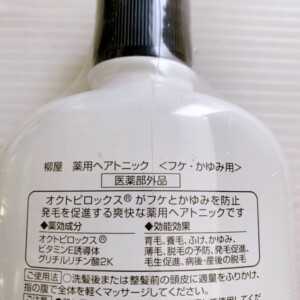 柳屋 薬用ヘアトニック <フケ・かゆみ用>
医薬部外品
オクトピロックス®がフケとかゆみを防止
発毛を促進する爽快な薬用ヘアトニックです
●薬効成分
オクトピロックス®
ビタミンE誘導体
グリチルリチン酸2K
●効能効果
育毛、養毛、ふけ、かゆみ、
薄毛、脱毛の予防、発毛促進、
毛生促進、病後・産後の脱毛
ご使用法 ○洗髪後または整髪前の頭皮に適量をふりかけ、
指の腹で全体を軽くマッサージしてください。